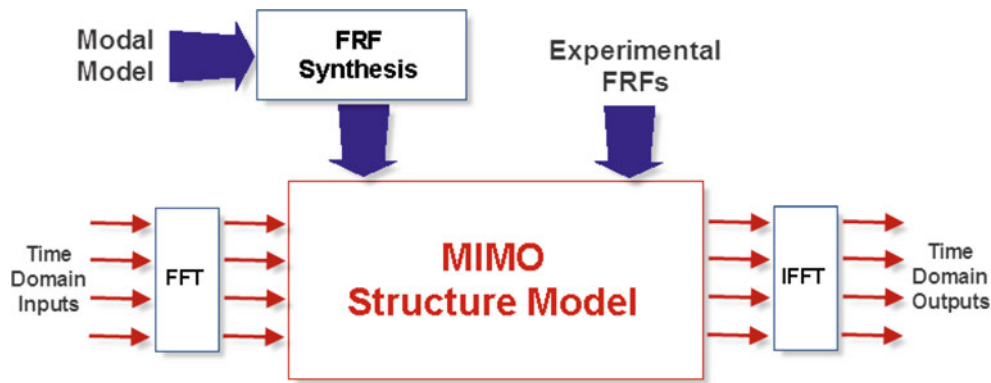 Modal
Model
FRF
Synthesis
Experimental
FRFs
Time
Domain
Inputs
FFT
MIMO
Structure Model
IFFT
Time
Domain
Outputs